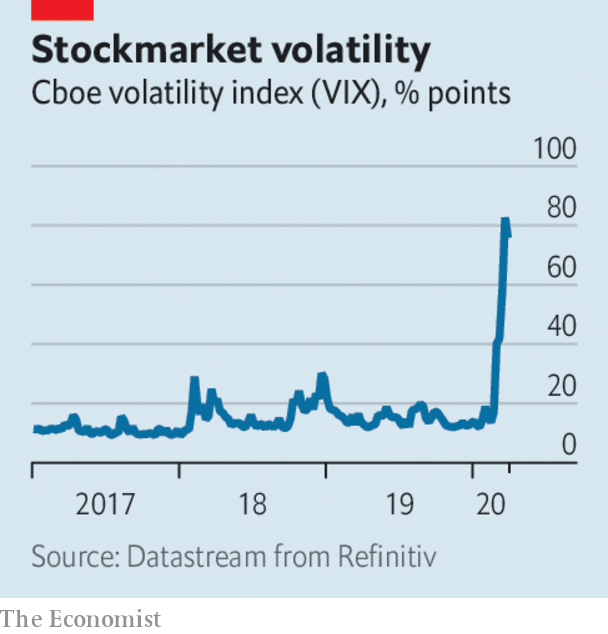 Stockmarket volatility
Cboe volatility index (VIX), % points
100
80
60
40
20
0
2017 18 19 20
Source: Datastream from Refinitiv
The Economist